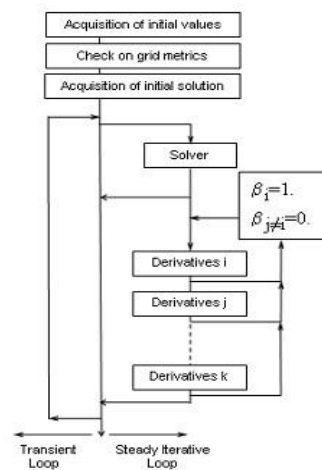 Acquisition of initial values
Check on grid metrics
Acquisition of initial solution
Solver
β_i=1.
β_{j≠i}=0.
Derivatives i
Derivatives j
Derivatives k
Transient
Loop
Steady Iterative
Loop